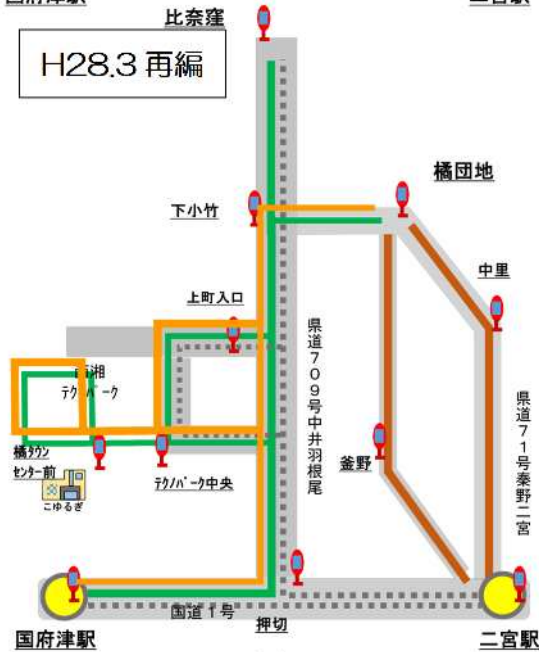 国府津駅
二宮駅
比奈窪
H28.3 再編
橘団地
下小竹
中里
上町入口
県道709号中井羽根尾
西湘
テクノパーク
県道71号秦野二宮
橘タウン
センター前
こゆるぎ
テクノパーク中央
釜野
国道1号
押切
国府津駅
二宮駅